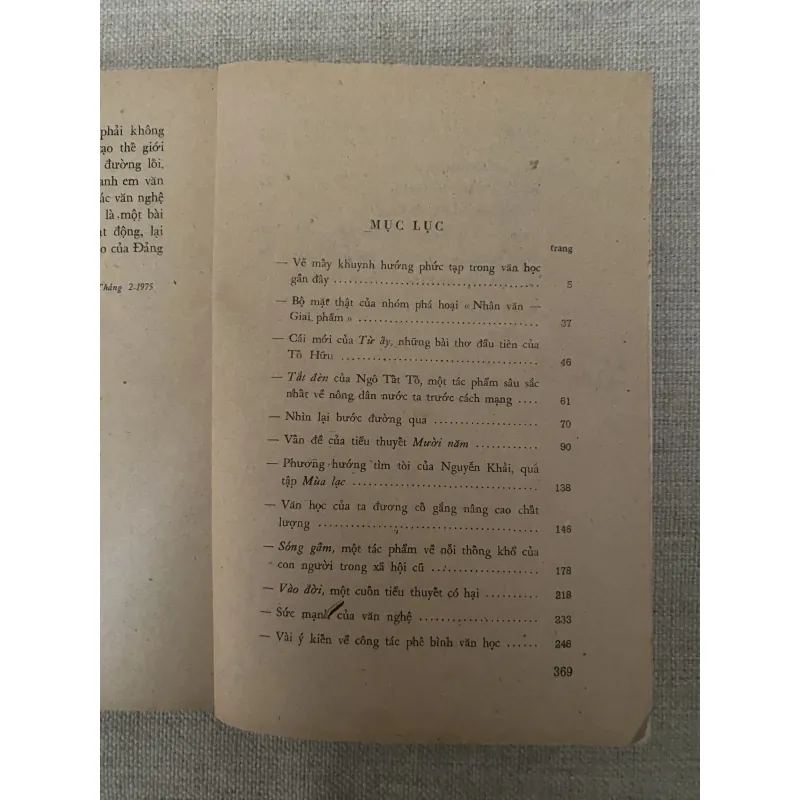 phải không
ạo thế giới
đường lối.
anh em văn
ác văn nghệ
là một bài
t động, lại
o của Đảng
Tháng 2-1975
MỤC LỤC
trang
— Về mấy khuynh hướng phức tạp trong văn học
gần đây .................................... 5
— Bộ mặt thật của nhóm phá hoại « Nhân văn —
Giai phẩm » ................................ 37
— Cái mới của Từ ấy, những bài thơ đầu tiên của
Tố Hữu .................................... 46
— Tắt đèn của Ngô Tất Tố, một tác phẩm sâu sắc
nhất về nông dân nước ta trước cách mạng .... 61
— Nhìn lại bước đường qua .................. 70
— Vấn đề của tiểu thuyết Mười năm ............ 90
— Phương hướng tìm tòi của Nguyễn Khải, quá
tập Mùa lạc ................................ 138
— Văn học của ta đương cố gắng nâng cao chất
lượng ...................................... 146
— Sóng gầm, một tác phẩm về nỗi thống khổ của
con người trong xã hội cũ .................. 178
— Vào đời, một cuốn tiểu thuyết có hại .......... 218
— Sức mạnh của văn nghệ .................... 233
— Vài ý kiến về công tác phê bình văn học ...... 246
369